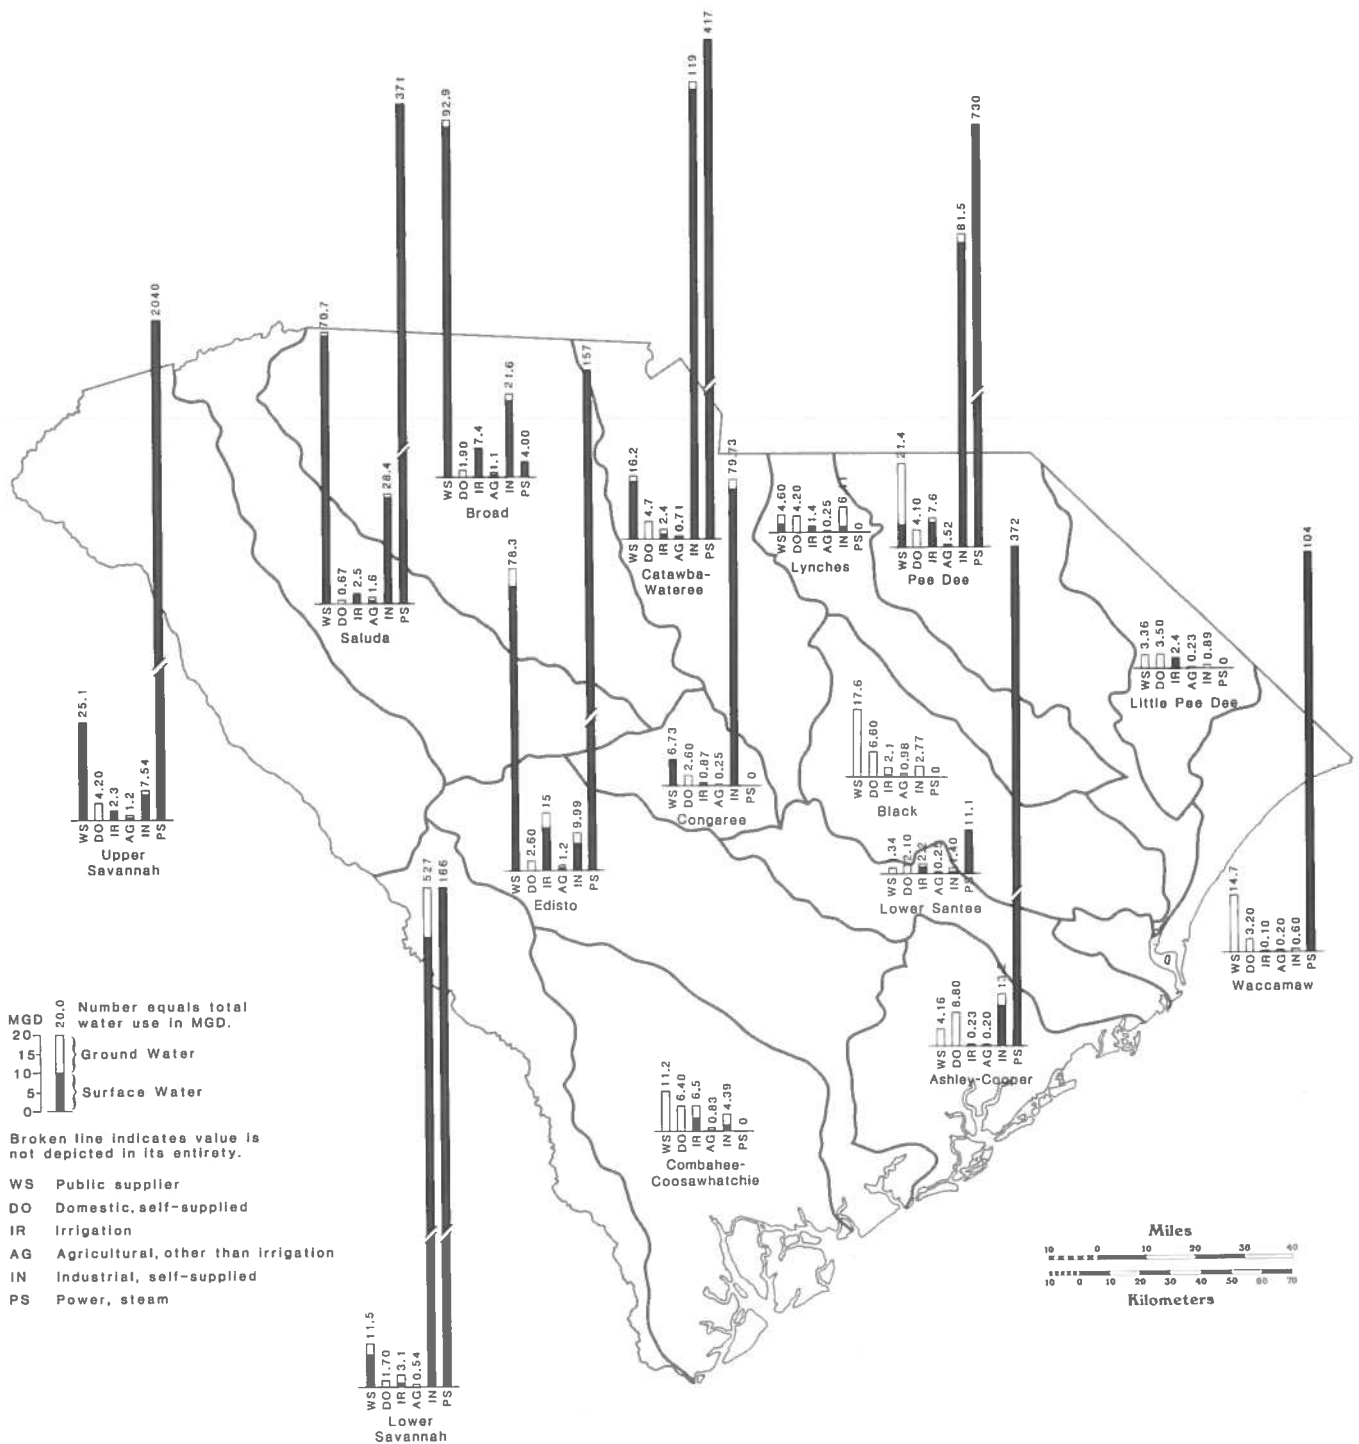 2040
25.1
4.20
2.3
1.2
7.54
WS
DO
IR
AG
IN
PS
Upper
Savannah
70.7
0.67
2.5
1.6
28.4
371
WS
DO
IR
AG
IN
PS
Saluda
92.9
1.90
7.4
1.1
21.6
4.00
WS
DO
IR
AG
IN
PS
Broad
16.2
4.7
2.4
0.71
119
417
WS
DO
IR
AG
IN
PS
Catawba-
Wateree
4.60
4.20
1.4
0.25
WS
DO
IR
AG
IN
PS
0
Lynches
21.4
4.10
7.6
.52
81.5
730
WS
DO
IR
AG
IN
PS
Pee Dee
3.36
3.50
2.4
0.23
0.89
0
WS
DO
IR
AG
IN
PS
Little Pee Dee
78.3
2.60
15
1.2
9.99
157
WS
DO
IR
AG
IN
PS
Edisto
6.73
2.60
0.87
0.25
79.73
0
WS
DO
IR
AG
IN
PS
Congaree
17.6
6.60
2.1
0.98
2.77
0
WS
DO
IR
AG
IN
PS
Black
.34
2.10
2.2
0.25
1.40
11.1
WS
DO
IR
AG
IN
PS
Lower Santee
14.7
3.20
0.10
0.20
0.60
104
WS
DO
IR
AG
IN
PS
Waccamaw
4.16
8.80
0.23
0.20
372
WS
DO
IR
AG
IN
PS
Ashley-Cooper
11.2
6.40
6.5
0.83
4.39
0
WS
DO
IR
AG
IN
PS
Combahee-
Coosawhatchie
11.5
1.70
3.1
0.54
527
166
WS
DO
IR
AG
IN
PS
Lower
Savannah
MGD
20
15
10
5
0
20.0
Number equals total
water use in MGD.
Ground Water
Surface Water
Broken line indicates value is
not depicted in its entirety.
WS Public supplier
DO Domestic, self-supplied
IR Irrigation
AG Agricultural, other than irrigation
IN Industrial, self-supplied
PS Power, steam
Miles
10 0 10 20 30 40
10 0 10 20 30 40 50 60 70
Kilometers